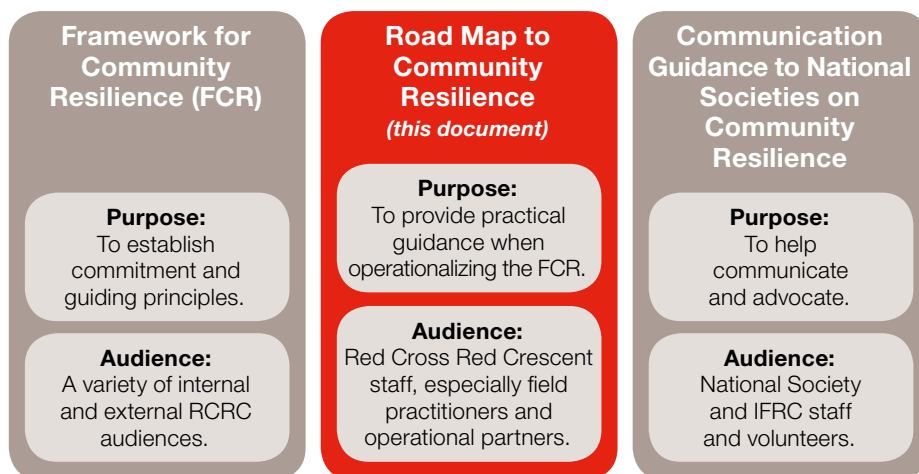 Framework for
Community
Resilience (FCR)
Purpose:
To establish
commitment and
guiding principles.
Audience:
A variety of internal
and external RCRC
audiences.
Road Map to
Community
Resilience
(this document)
Purpose:
To provide practical
guidance when
operationalizing the FCR.
Audience:
Red Cross Red Crescent
staff, especially field
practitioners and
operational partners.
Communication
Guidance to National
Societies on
Community
Resilience
Purpose:
To help
communicate
and advocate.
Audience:
National Society
and IFRC staff
and volunteers.